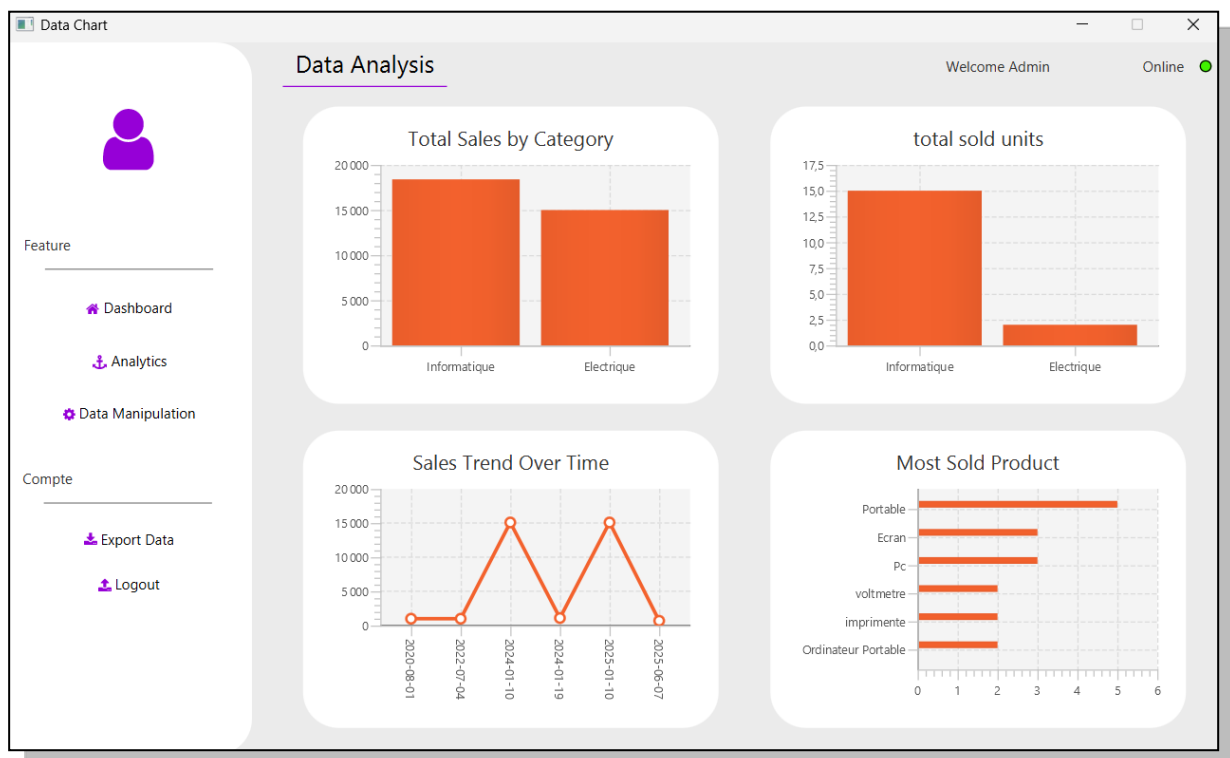 Data Chart
Data Analysis
Welcome Admin
Online
Feature
Dashboard
Analytics
Data Manipulation
Compte
Export Data
Logout
Total Sales by Category
20 000
15 000
10 000
5 000
0
Informatique
Electrique
total sold units
17,5
15,0
12,5
10,0
7,5
5,0
2,5
0,0
Informatique
Electrique
Sales Trend Over Time
20 000
15 000
10 000
5 000
0
2020-08-01
2022-07-04
2024-01-10
2024-01-19
2025-01-10
2025-06-07
Most Sold Product
Portable
Ecran
Pc
voltmetre
imprimente
Ordinateur Portable
0 1 2 3 4 5 6